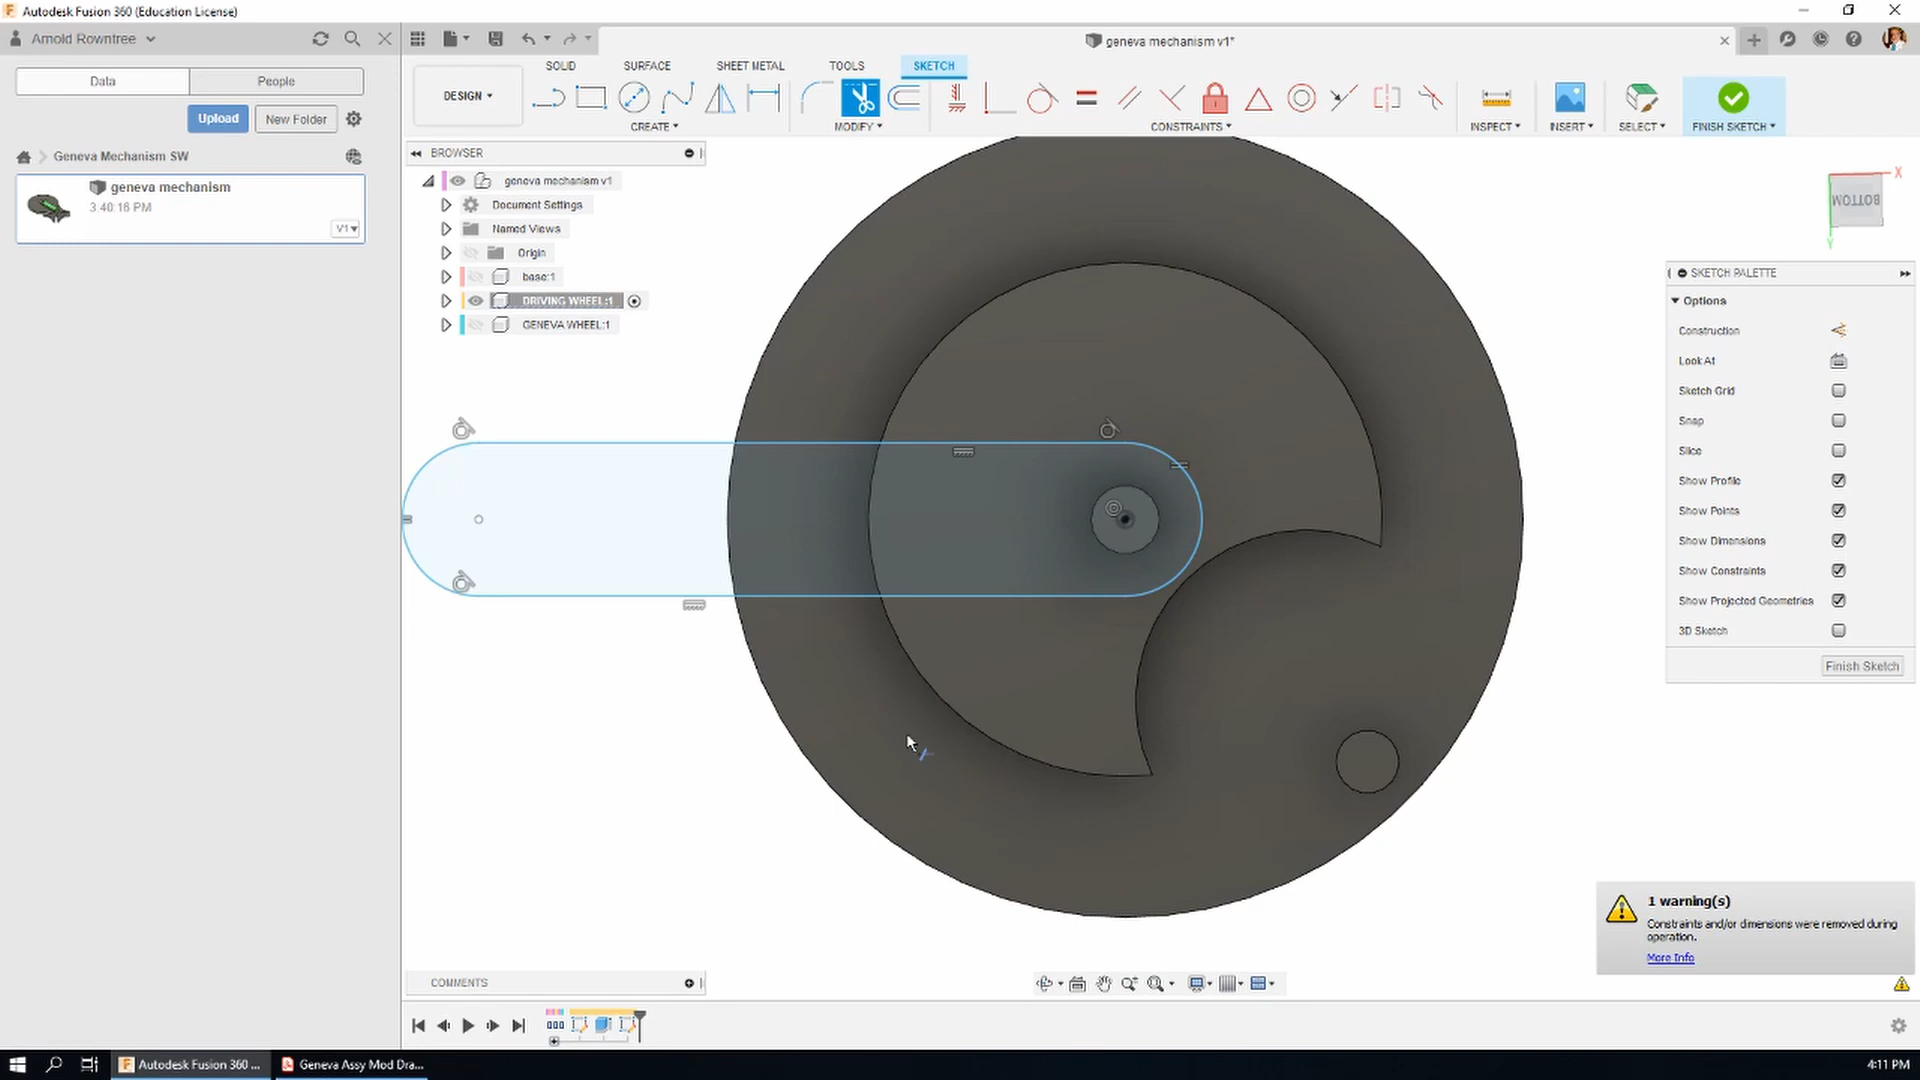 Autodesk Fusion 360 (Education License)
Arnold Rowntree
geneva mechanism v1*
Data
People
Upload
New Folder
Geneva Mechanism SW
geneva mechanism
3:40:16 PM
V1
DESIGN
SOLID
SURFACE
SHEET METAL
TOOLS
SKETCH
CREATE
MODIFY
CONSTRAINTS
INSPECT
INSERT
SELECT
FINISH SKETCH
BROWSER
geneva mechanism v1
Document Settings
Named Views
Origin
base:1
DRIVING WHEEL:1
GENEVA WHEEL:1
X
BOTTOM
Y
SKETCH PALETTE
Options
Construction
Look At
Sketch Grid
Snap
Slice
Show Profile
Show Points
Show Dimensions
Show Constraints
Show Projected Geometries
3D Sketch
Finish Sketch
1 warning(s)
Constraints and/or dimensions were removed during
operation.
More Info
COMMENTS
Autodesk Fusion 360 ...
Geneva Assy Mod Dra...
4:11 PM